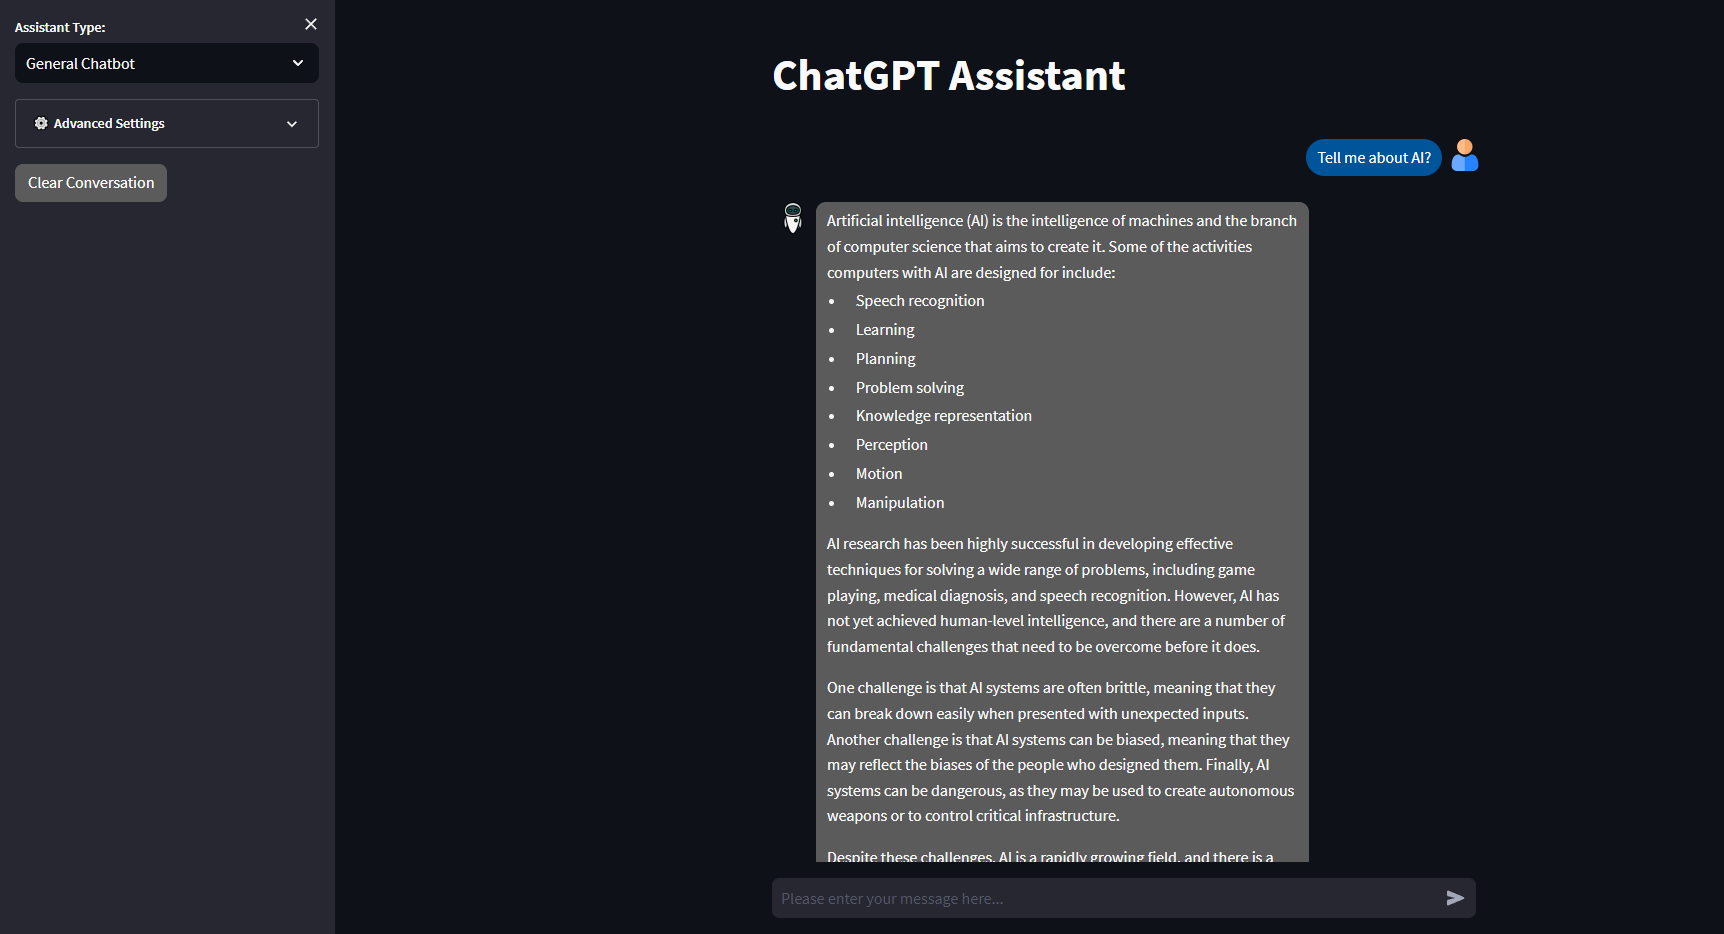 Assistant Type:
General Chatbot
Advanced Settings
Clear Conversation
ChatGPT Assistant
Tell me about AI?
Artificial intelligence (AI) is the intelligence of machines and the branch
of computer science that aims to create it. Some of the activities
computers with AI are designed for include:
• Speech recognition
• Learning
• Planning
• Problem solving
• Knowledge representation
• Perception
• Motion
• Manipulation
AI research has been highly successful in developing effective
techniques for solving a wide range of problems, including game
playing, medical diagnosis, and speech recognition. However, AI has
not yet achieved human-level intelligence, and there are a number of
fundamental challenges that need to be overcome before it does.
One challenge is that AI systems are often brittle, meaning that they
can break down easily when presented with unexpected inputs.
Another challenge is that AI systems can be biased, meaning that they
may reflect the biases of the people who designed them. Finally, AI
systems can be dangerous, as they may be used to create autonomous
weapons or to control critical infrastructure.
Despite these challenges, AI is a rapidly growing field, and there is a
Please enter your message here...